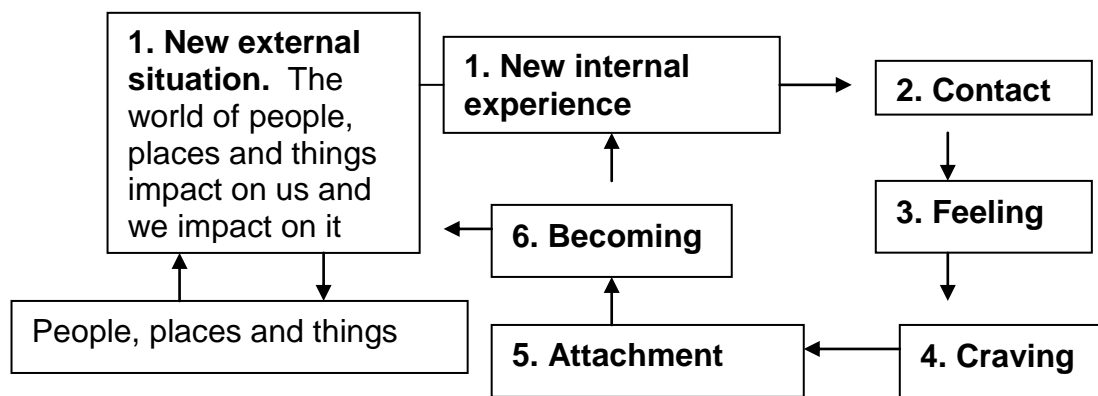 1. New external
situation. The
world of people,
places and things
impact on us and
we impact on it
1. New internal
experience
2. Contact
3. Feeling
4. Craving
5. Attachment
6. Becoming
People, places and things